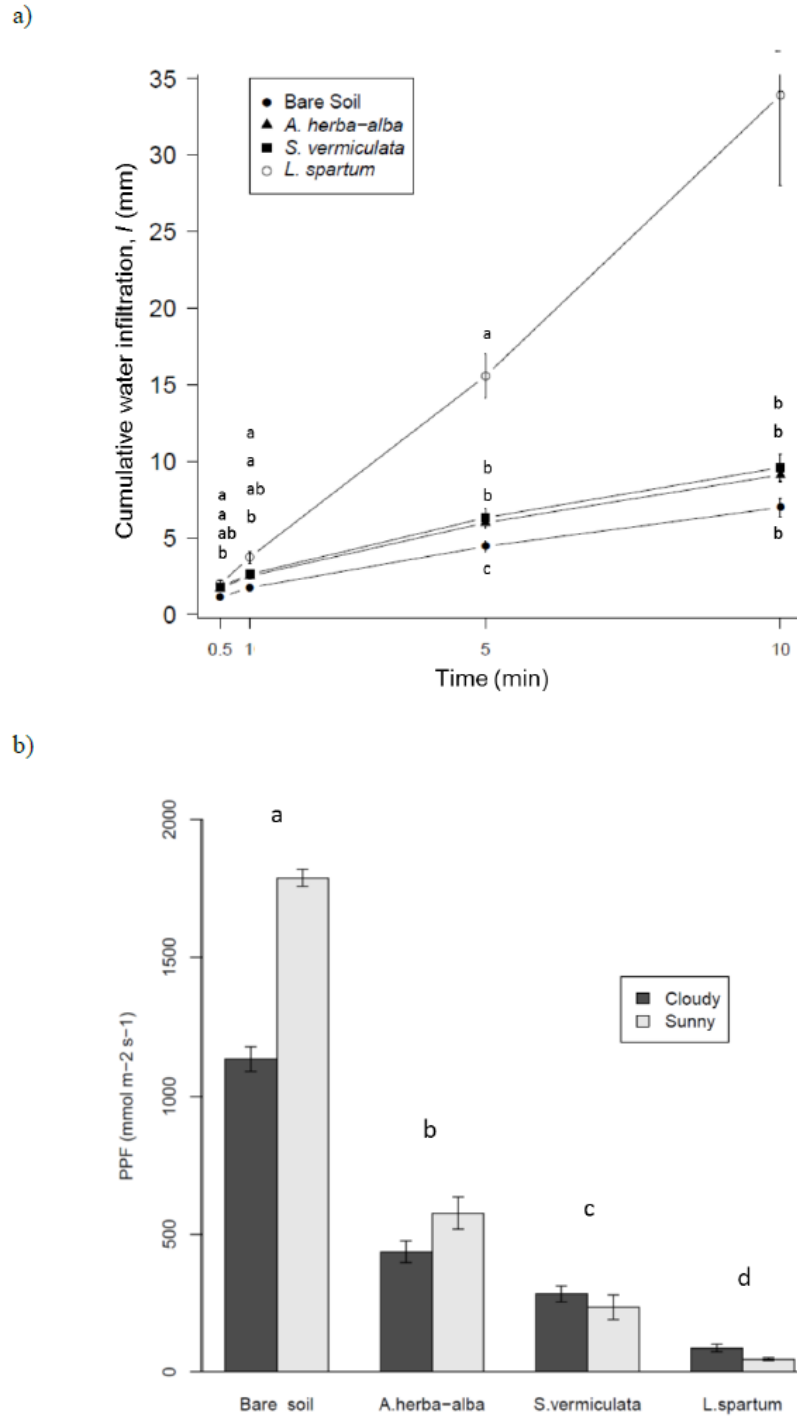 a)
35
30
25
20
15
10
5
0
Cumulative water infiltration, I (mm)
Bare Soil
A. herba-alba
S. vermiculata
L. spartum
a
a
ab
b
a
a
ab
b
a
b
b
c
b
b
b
0.5 1 5 10
Time (min)
b)
2000
1500
1000
500
0
PPF (mmol m-2 s-1)
a
b
c
d
Cloudy
Sunny
Bare soil A.herba-alba S.vermiculata L.spartum